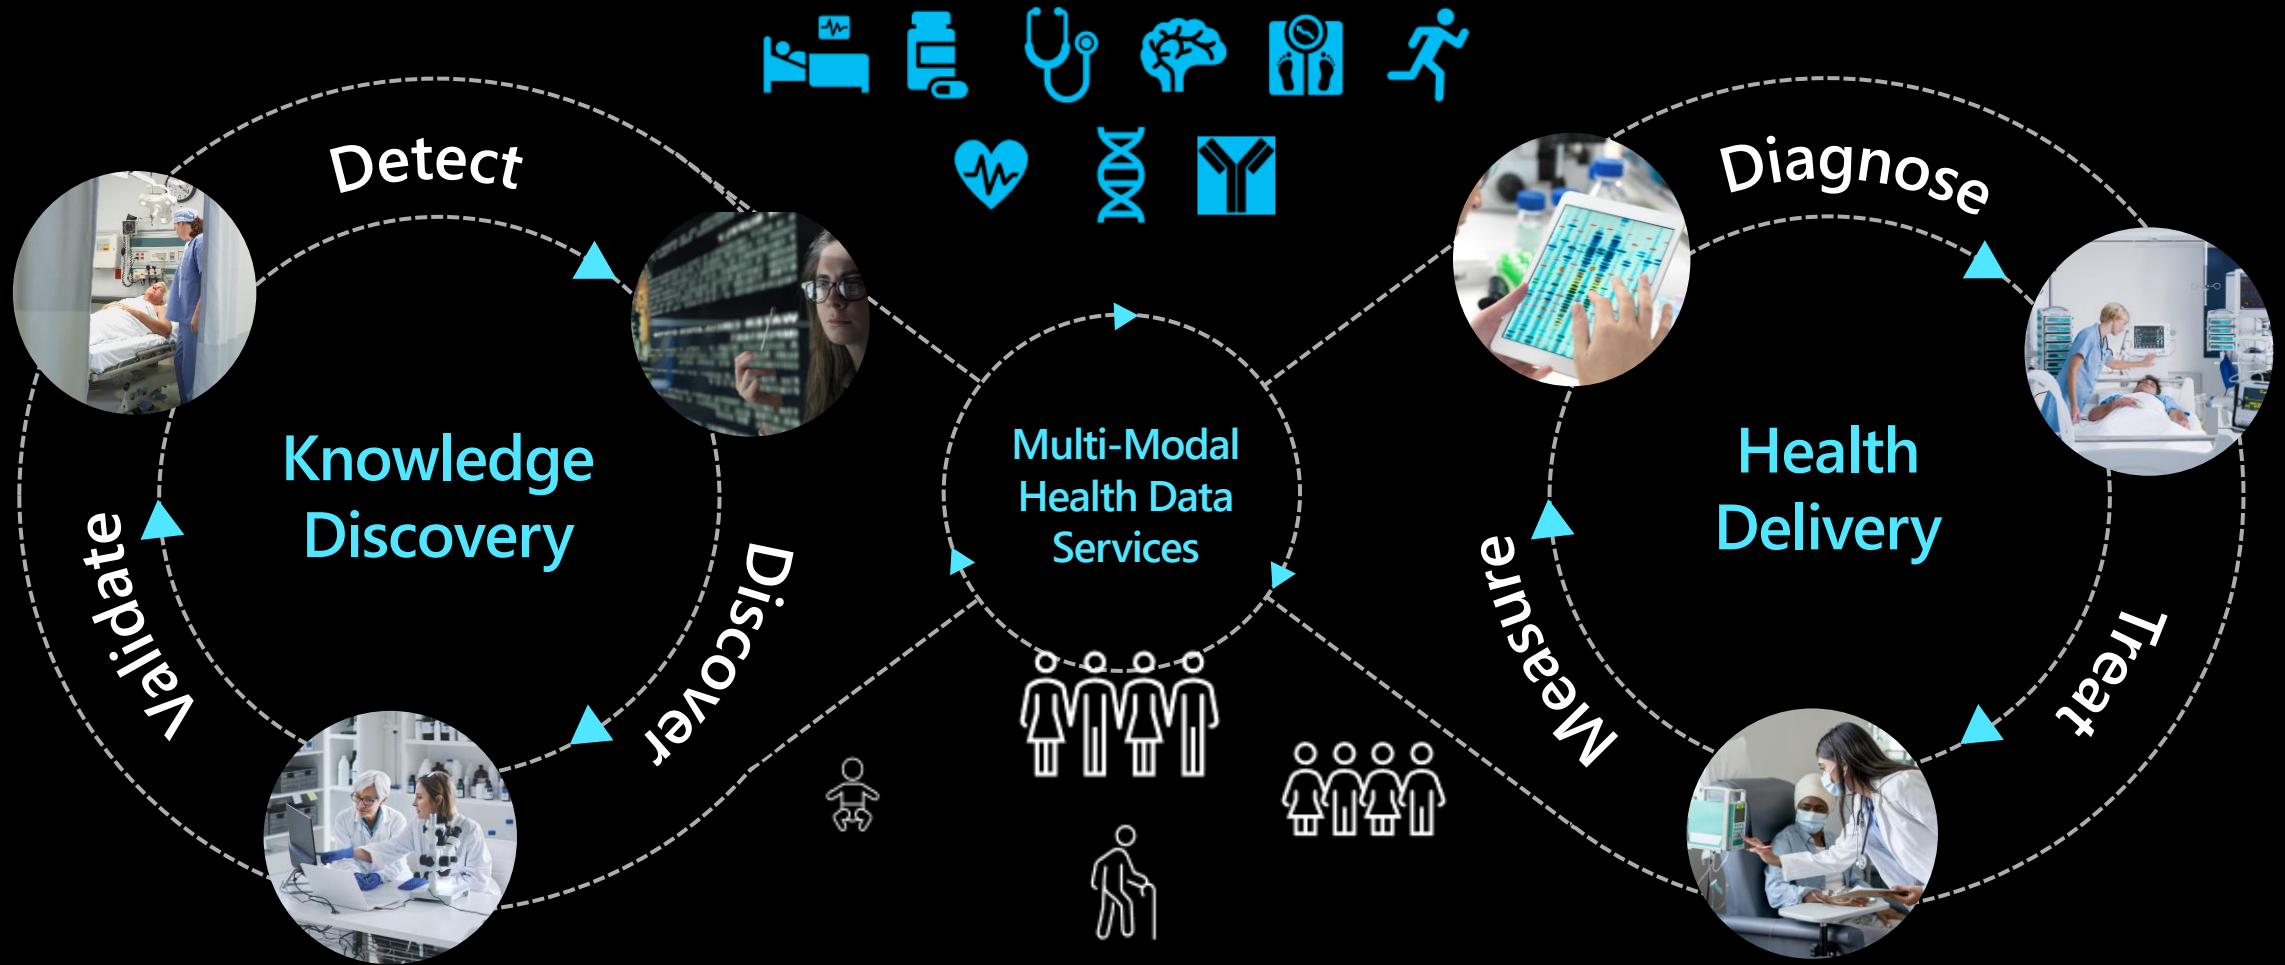 Detect
Knowledge
Discovery
Discover
Validate
Multi-Modal
Health Data
Services
Diagnose
Health
Delivery
Treat
Measure